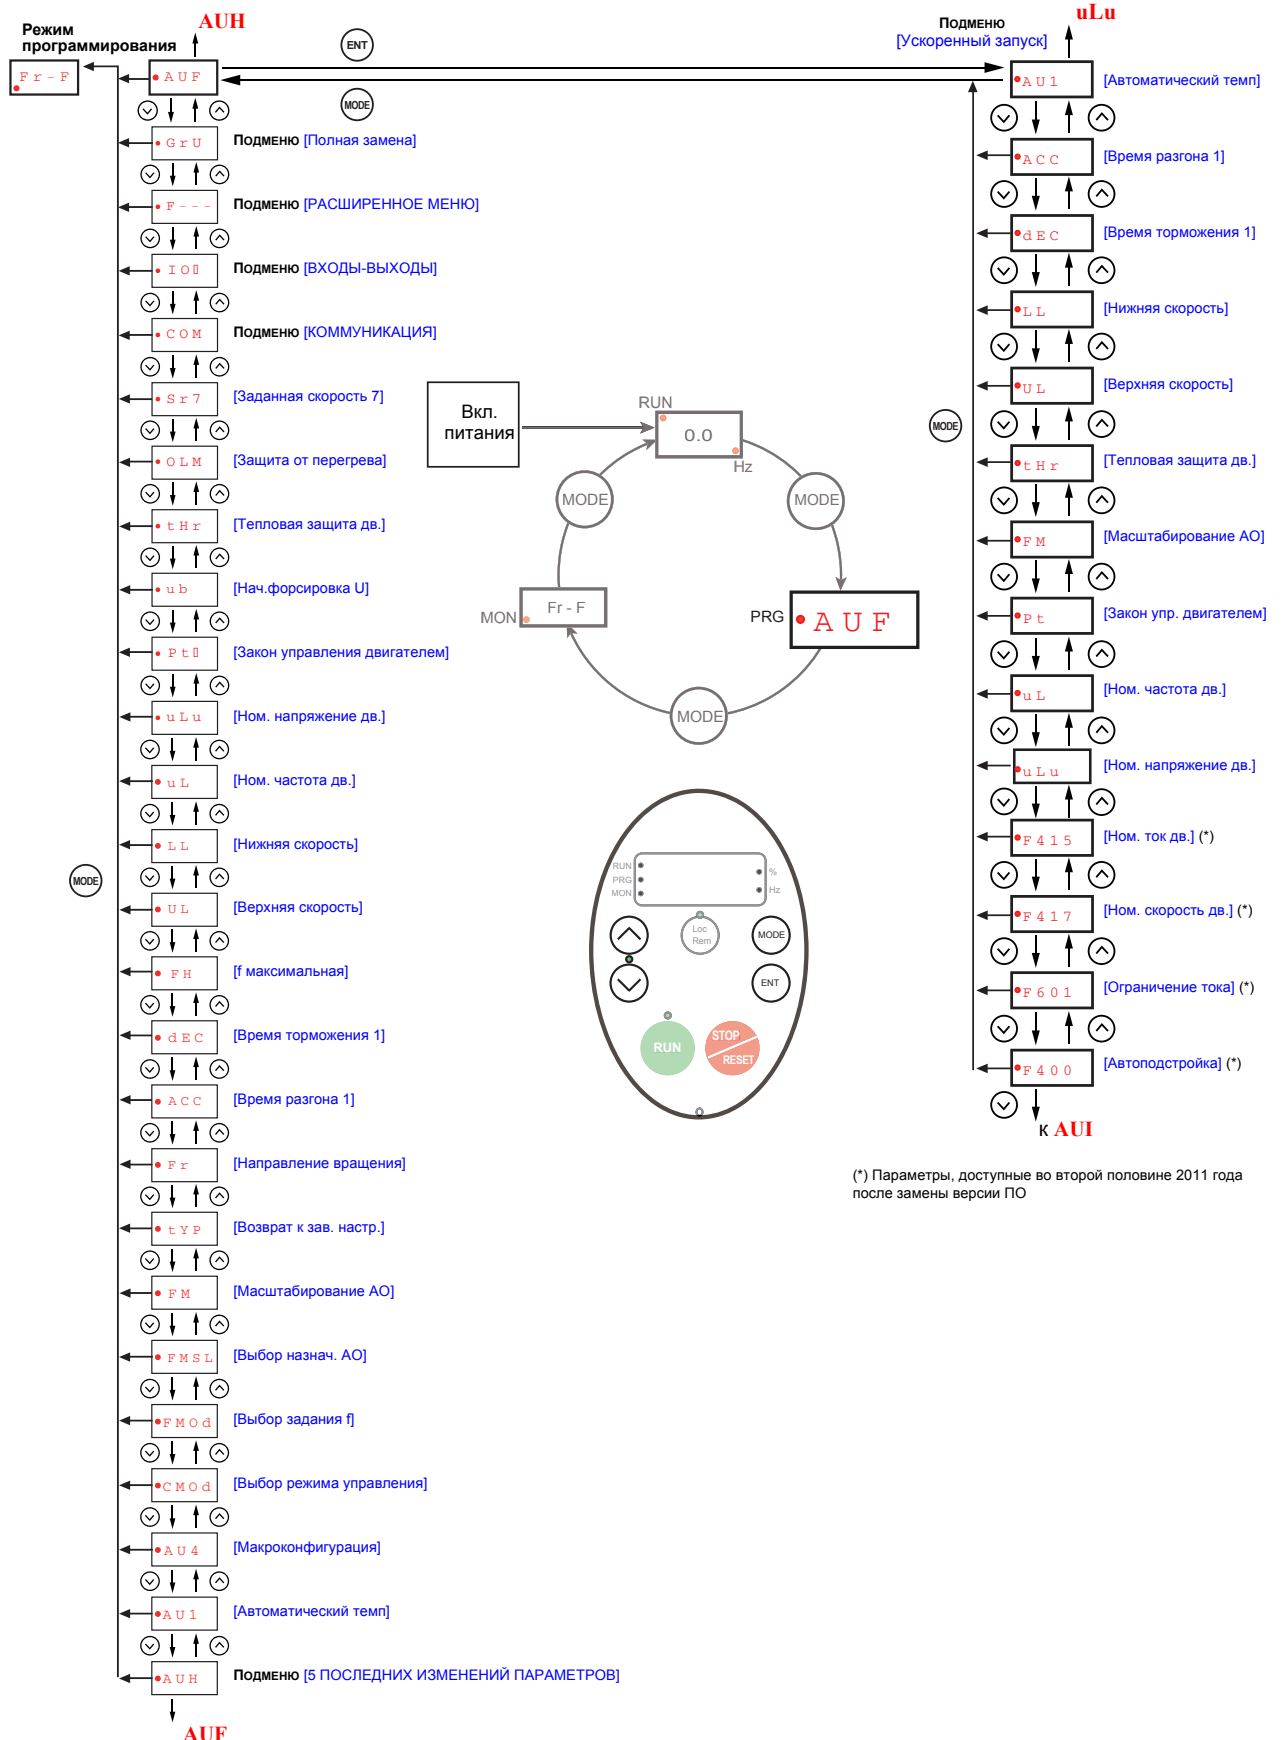 AUH
Режим
программирования
Fr-F
AUF
ENT
MODE
GrU
Подменю [Полная замена]
F---
Подменю [РАСШИРЕННОЕ МЕНЮ]
IO
Подменю [ВХОДЫ-ВЫХОДЫ]
COM
Подменю [КОММУНИКАЦИЯ]
Sr7
[Заданная скорость 7]
OLM
[Защита от перегрева]
tHr
[Тепловая защита дв.]
ub
[Нач.форсировка U]
Pt
[Закон управления двигателем]
uLu
[Ном. напряжение дв.]
uL
[Ном. частота дв.]
LL
[Нижняя скорость]
MODE
UL
[Верхняя скорость]
FH
[f максимальная]
dEC
[Время торможения 1]
ACC
[Время разгона 1]
Fr
[Направление вращения]
tYP
[Возврат к зав. настр.]
FM
[Масштабирование АО]
FMSL
[Выбор назнач. АО]
FMOd
[Выбор задания f]
CMOd
[Выбор режима управления]
AU4
[Макроконфигурация]
AU1
[Автоматический темп]
AUH
Подменю [5 ПОСЛЕДНИХ ИЗМЕНЕНИЙ ПАРАМЕТРОВ]
AUF
Вкл.
питания
RUN
0.0
Hz
MODE
MODE
MON
Fr - F
PRG
AUF
MODE
RUN
PRG
MON
%
Hz
Loc
Rem
MODE
ENT
RUN
STOP
RESET
uLu
Подменю
[Ускоренный запуск]
AU1
[Автоматический темп]
ACC
[Время разгона 1]
dEC
[Время торможения 1]
LL
[Нижняя скорость]
UL
[Верхняя скорость]
MODE
tHr
[Тепловая защита дв.]
FM
[Масштабирование АО]
Pt
[Закон упр. двигателем]
uL
[Ном. частота дв.]
uLu
[Ном. напряжение дв.]
F415
[Ном. ток дв.] (*)
F417
[Ном. скорость дв.] (*)
F601
[Ограничение тока] (*)
F400
[Автоподстройка] (*)
К AUI
(*) Параметры, доступные во второй половине 2011 года
после замены версии ПО